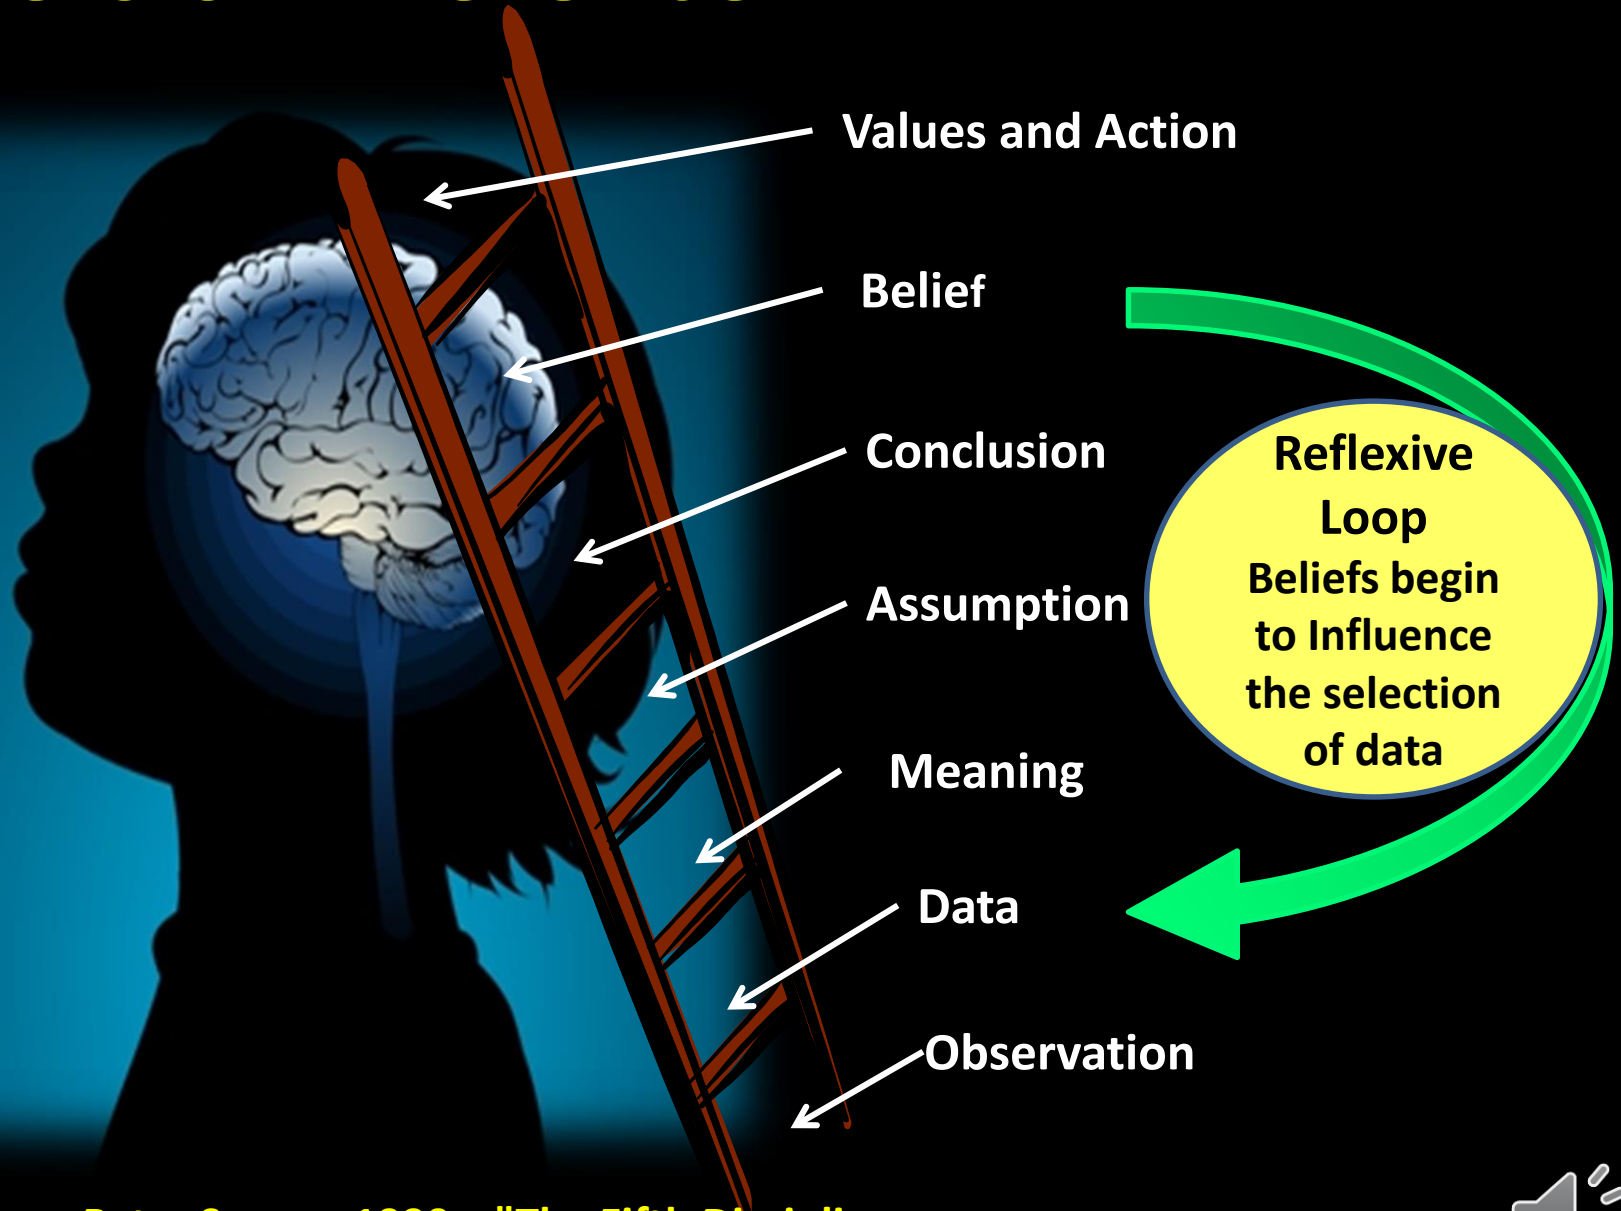 Values and Action
Belief
Conclusion
Assumption
Meaning
Data
Observation
Reflexive
Loop
Beliefs begin
to Influence
the selection
of data